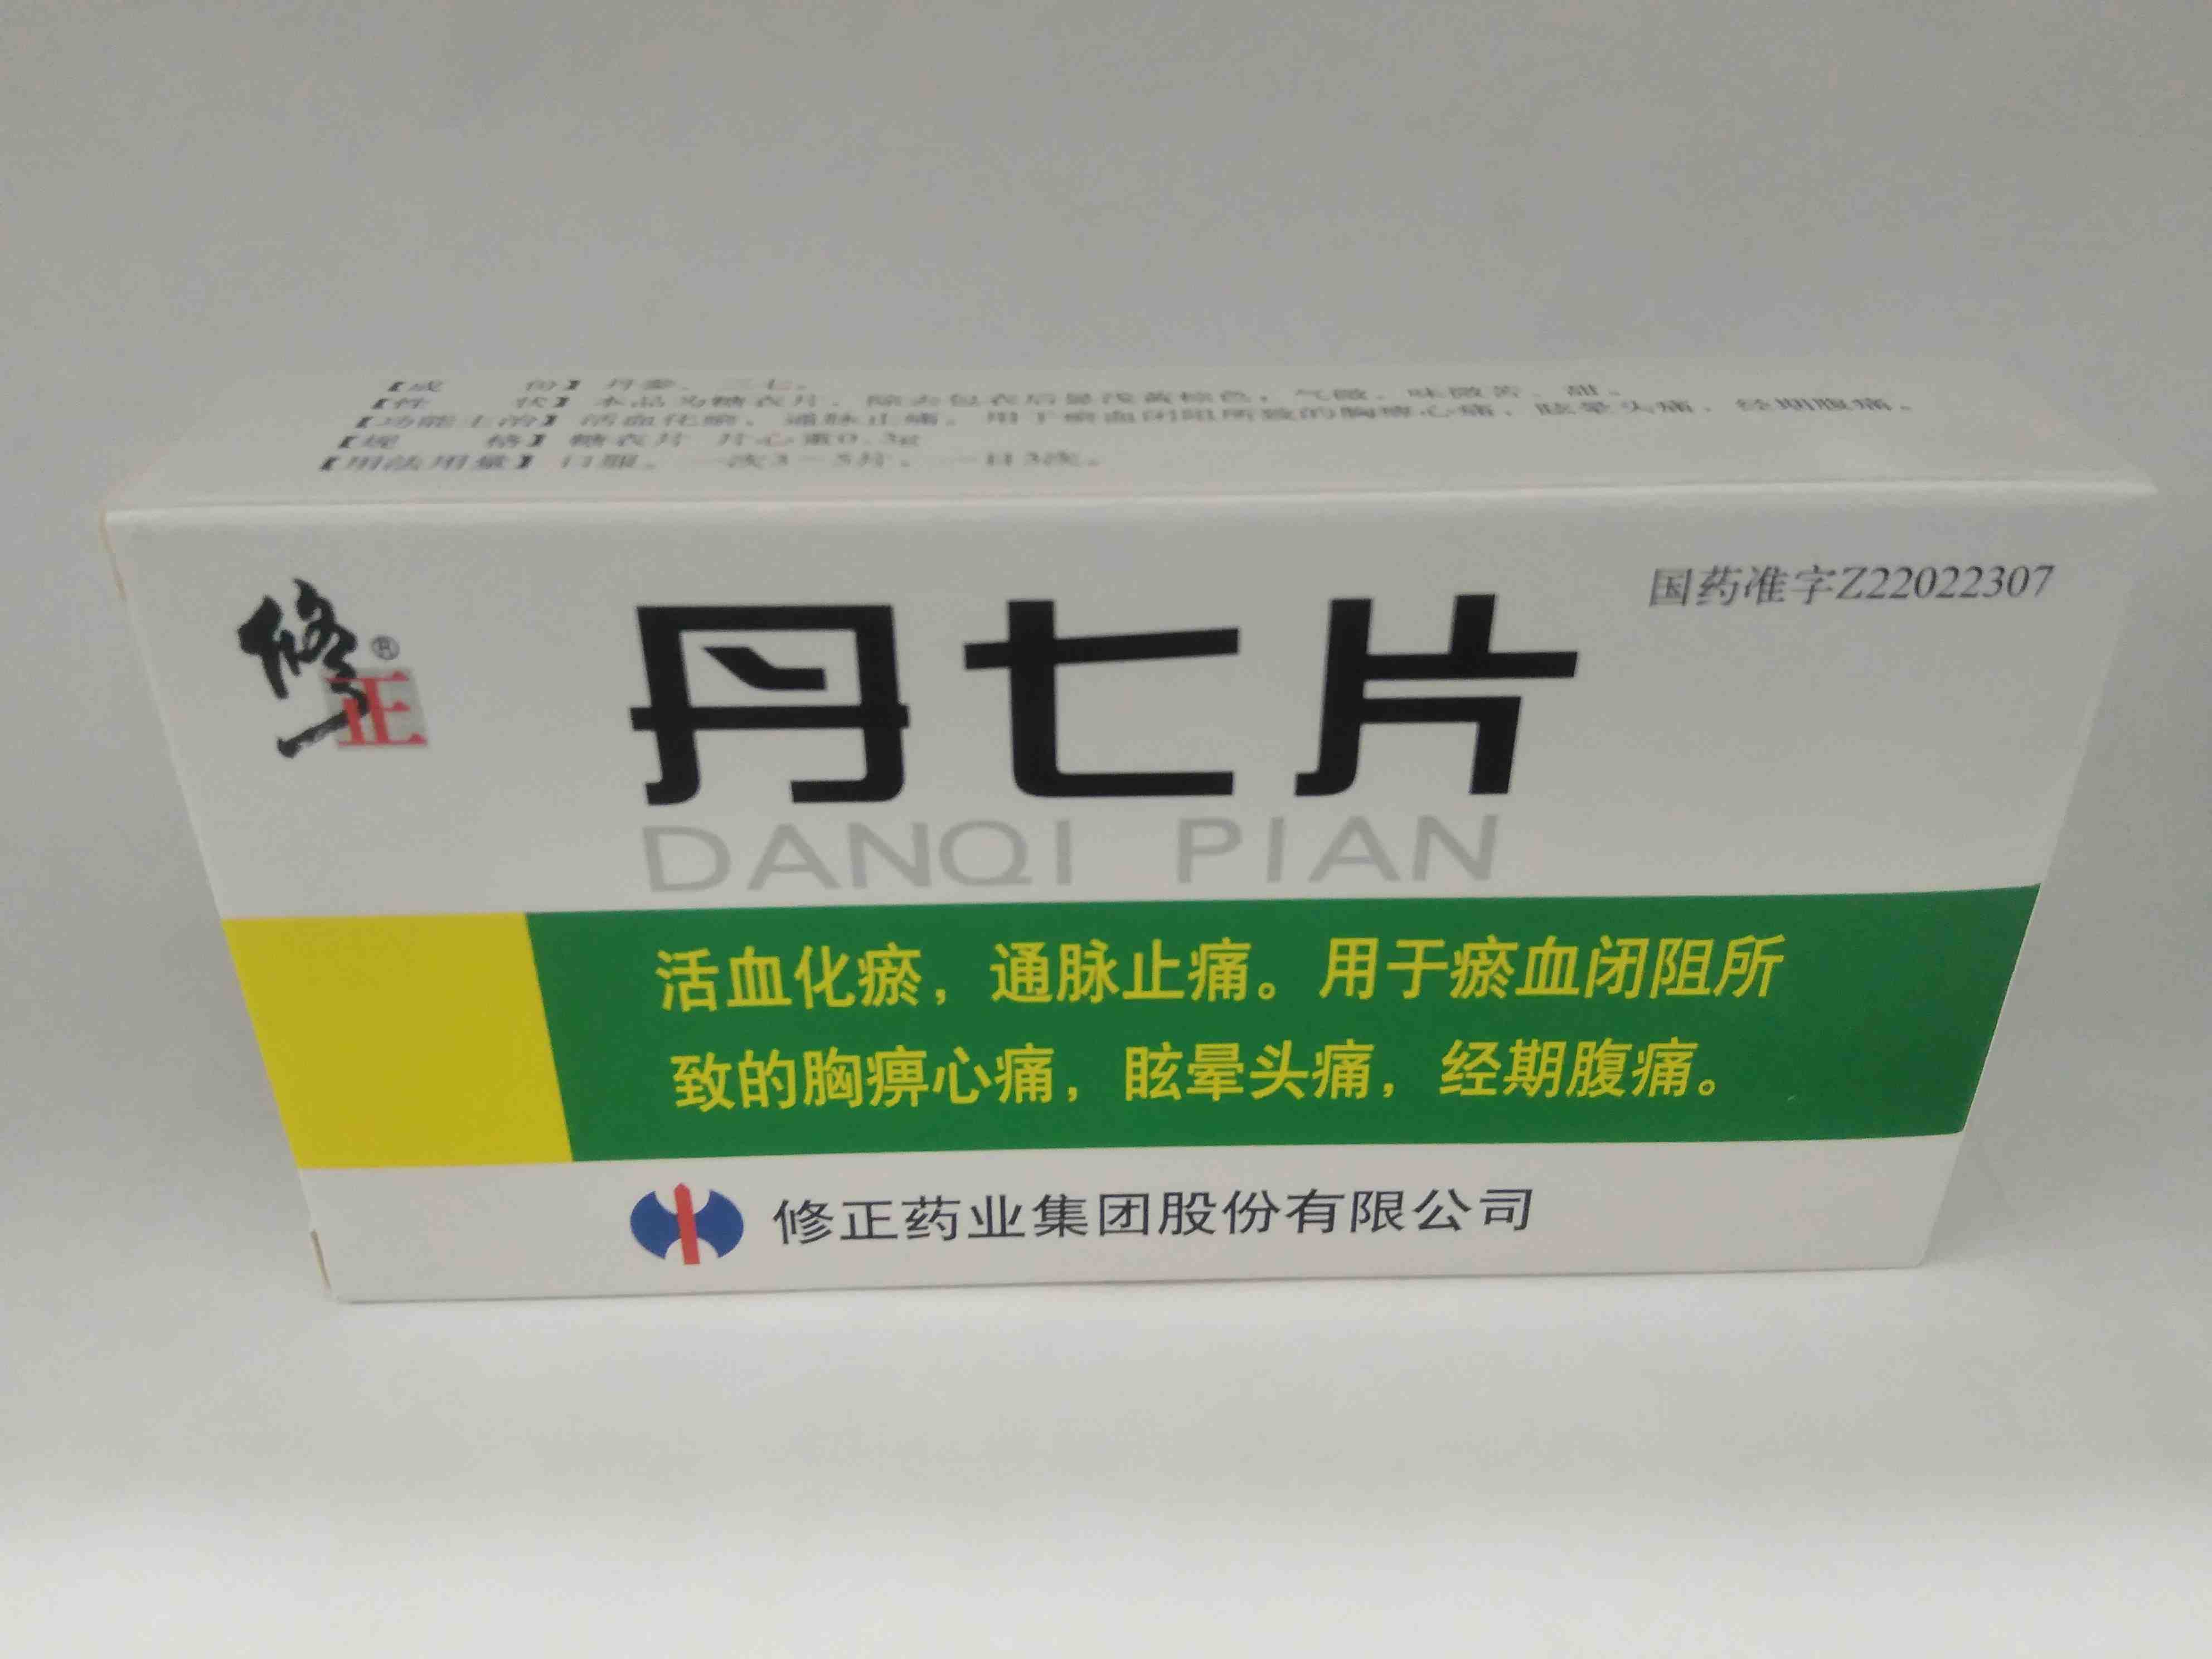 【成 份】丹参、三七。
【性 状】本品为糖衣片，除去包衣后显浅黄棕色，气微，味微苦、甜。
【功能主治】活血化瘀，通脉止痛。用于瘀血闭阻所致的胸痹心痛，眩晕头痛，经期腹痛。
【规 格】糖衣片 片心重0.3g
【用法用量】口服。一次3-5片，一日3次。
修正®
国药准字Z22022307
丹七片
DANQI PIAN
活血化瘀，通脉止痛。用于瘀血闭阻所
致的胸痹心痛，眩晕头痛，经期腹痛。
修正药业集团股份有限公司